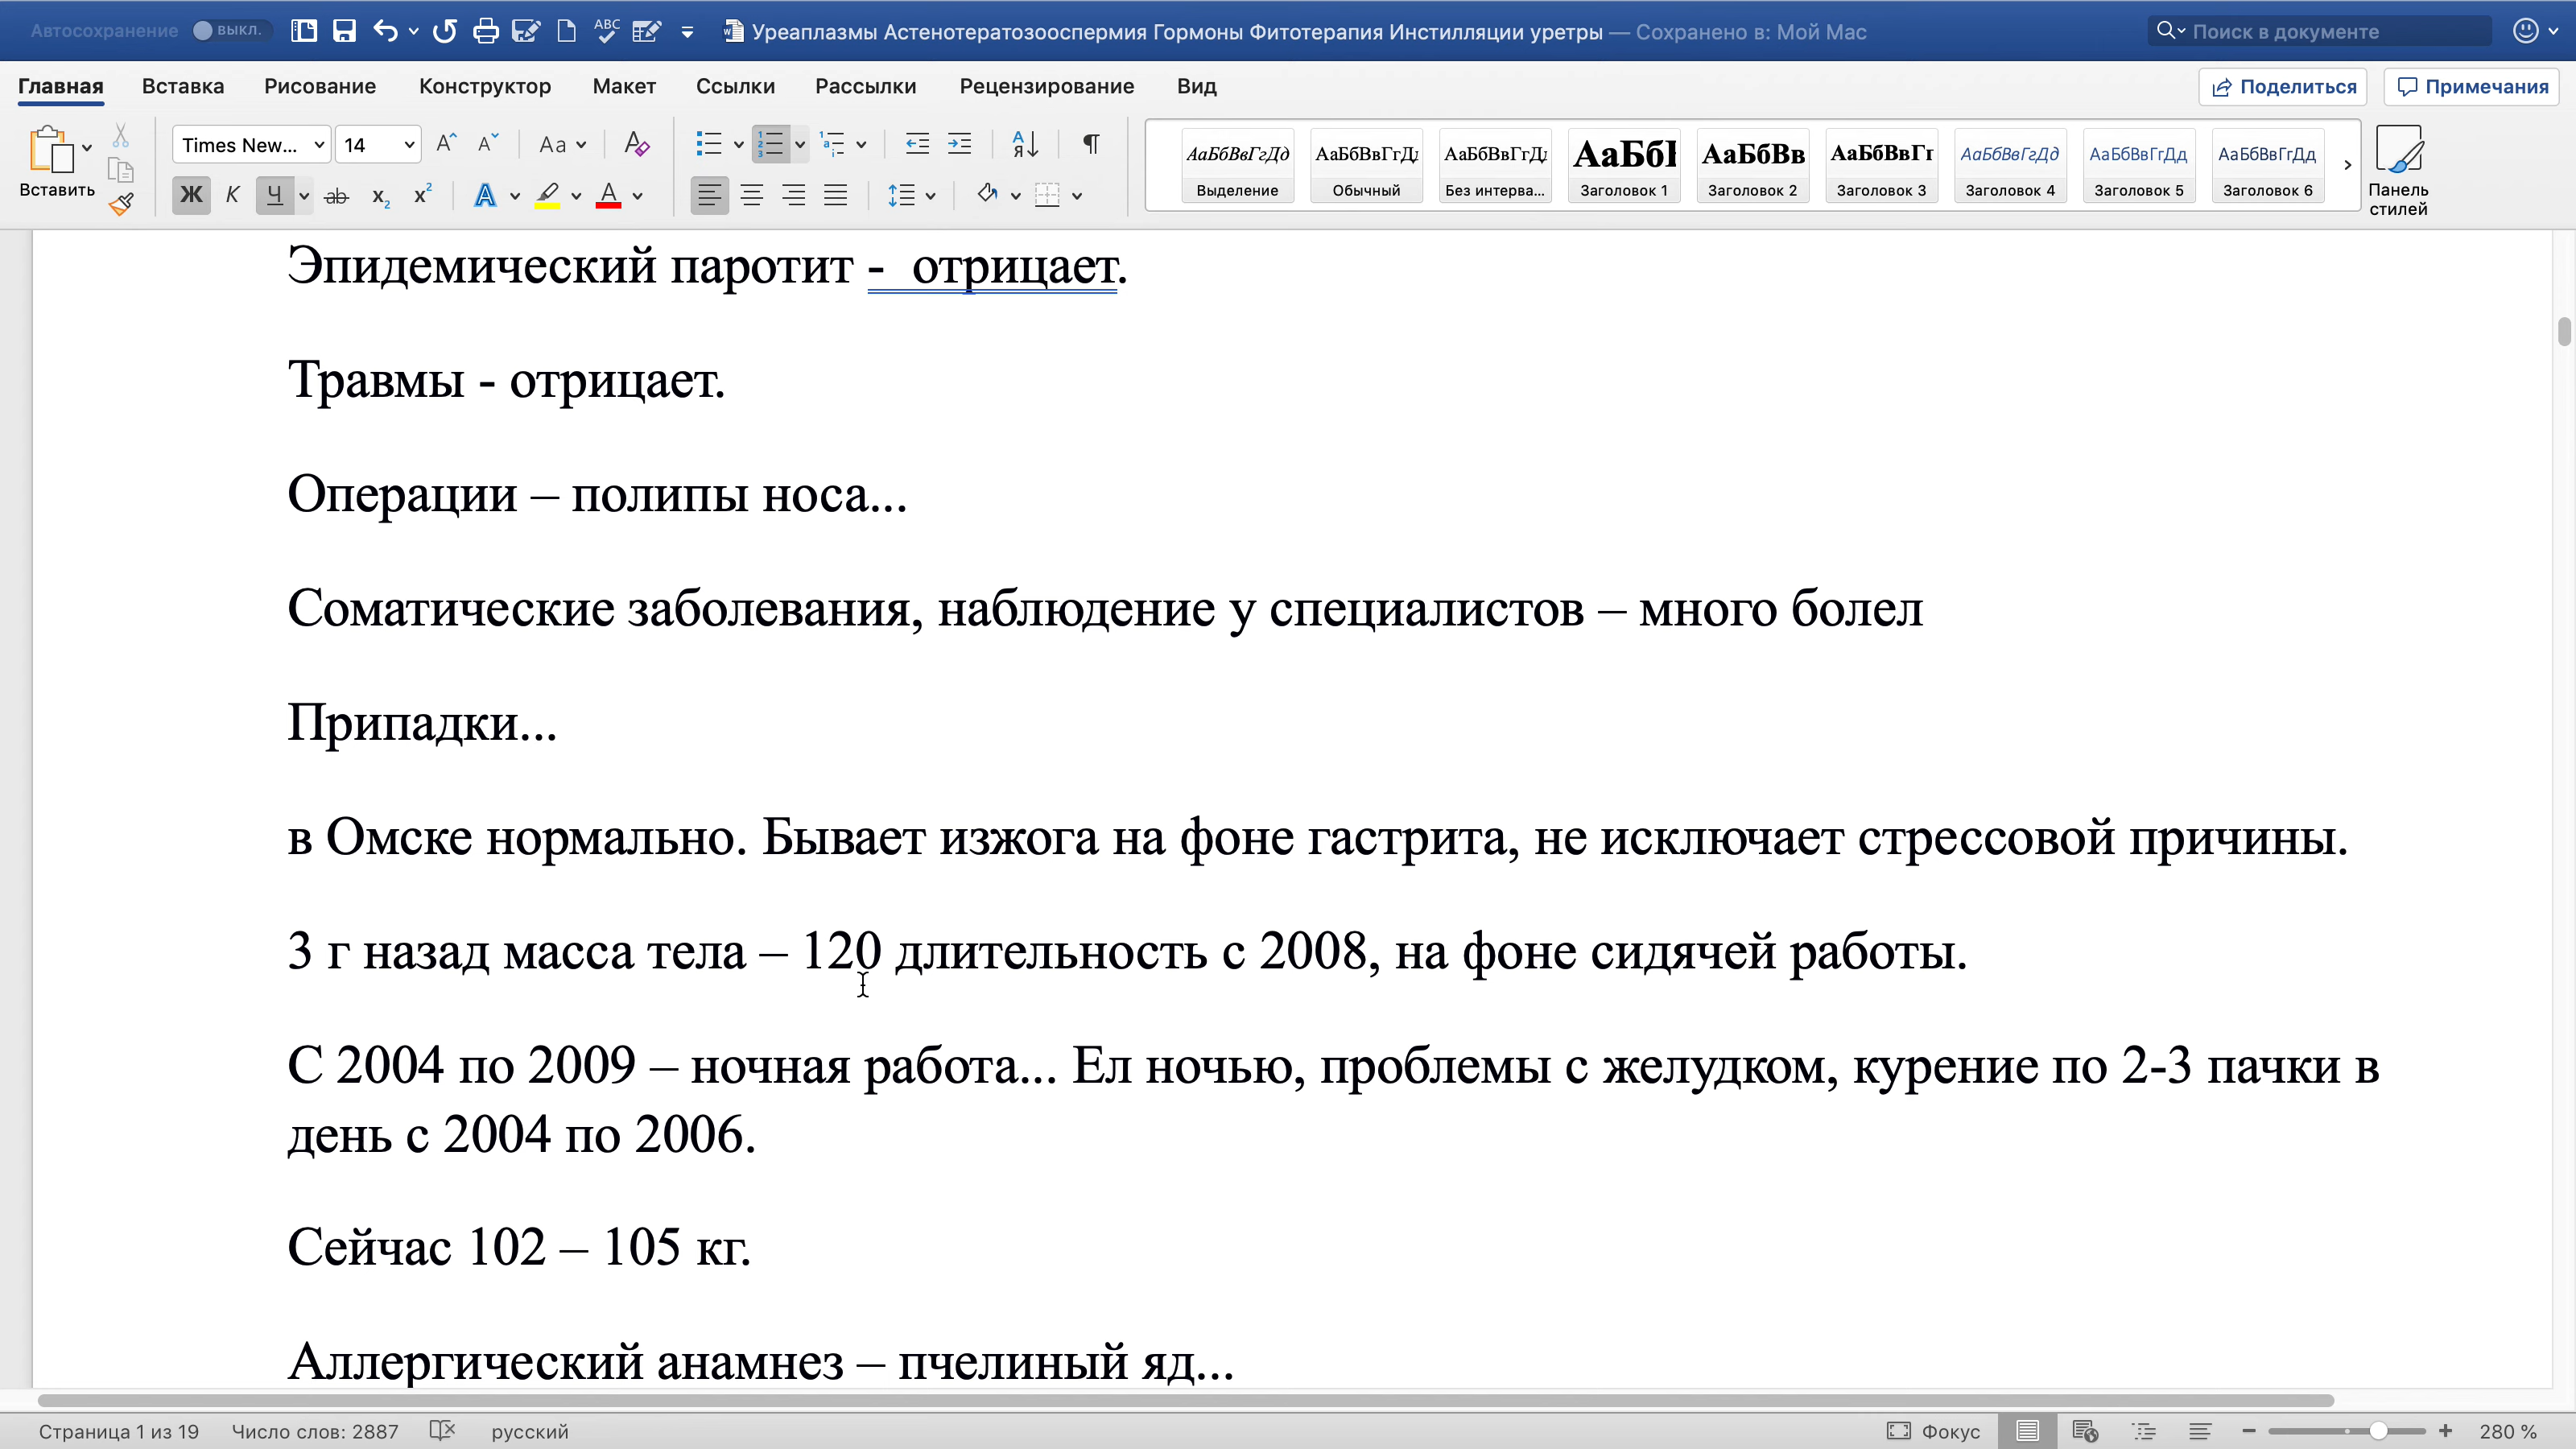 Автосохранение ВЫКЛ. ABC Уреаплазмы Астенотератозооспермия Гормоны Фитотерапия Инстилляции уретры — Сохранено в: Мой Mac Поиск в документе
Главная Вставка Рисование Конструктор Макет Ссылки Рассылки Рецензирование Вид Поделиться Примечания
Вставить
Times New... 14
Ж К Ч
АаБбВвГгДд АаБбВвГгДд АаБбВвГгДд АаБбI АаБбВв АаБбВвГг АаБбВвГгДд АаБбВвГгДд АаБбВвГгДд
Выделение Обычный Без интерва... Заголовок 1 Заголовок 2 Заголовок 3 Заголовок 4 Заголовок 5 Заголовок 6
Панель
стилей
Эпидемический паротит - отрицает.
Травмы - отрицает.
Операции – полипы носа...
Соматические заболевания, наблюдение у специалистов – много болел
Припадки...
в Омске нормально. Бывает изжога на фоне гастрита, не исключает стрессовой причины.
3 г назад масса тела – 120 длительность с 2008, на фоне сидячей работы.
С 2004 по 2009 – ночная работа... Ел ночью, проблемы с желудком, курение по 2-3 пачки в
день с 2004 по 2006.
Сейчас 102 – 105 кг.
Аллергический анамнез – пчелиный яд...
Страница 1 из 19 Число слов: 2887 русский Фокус 280 %